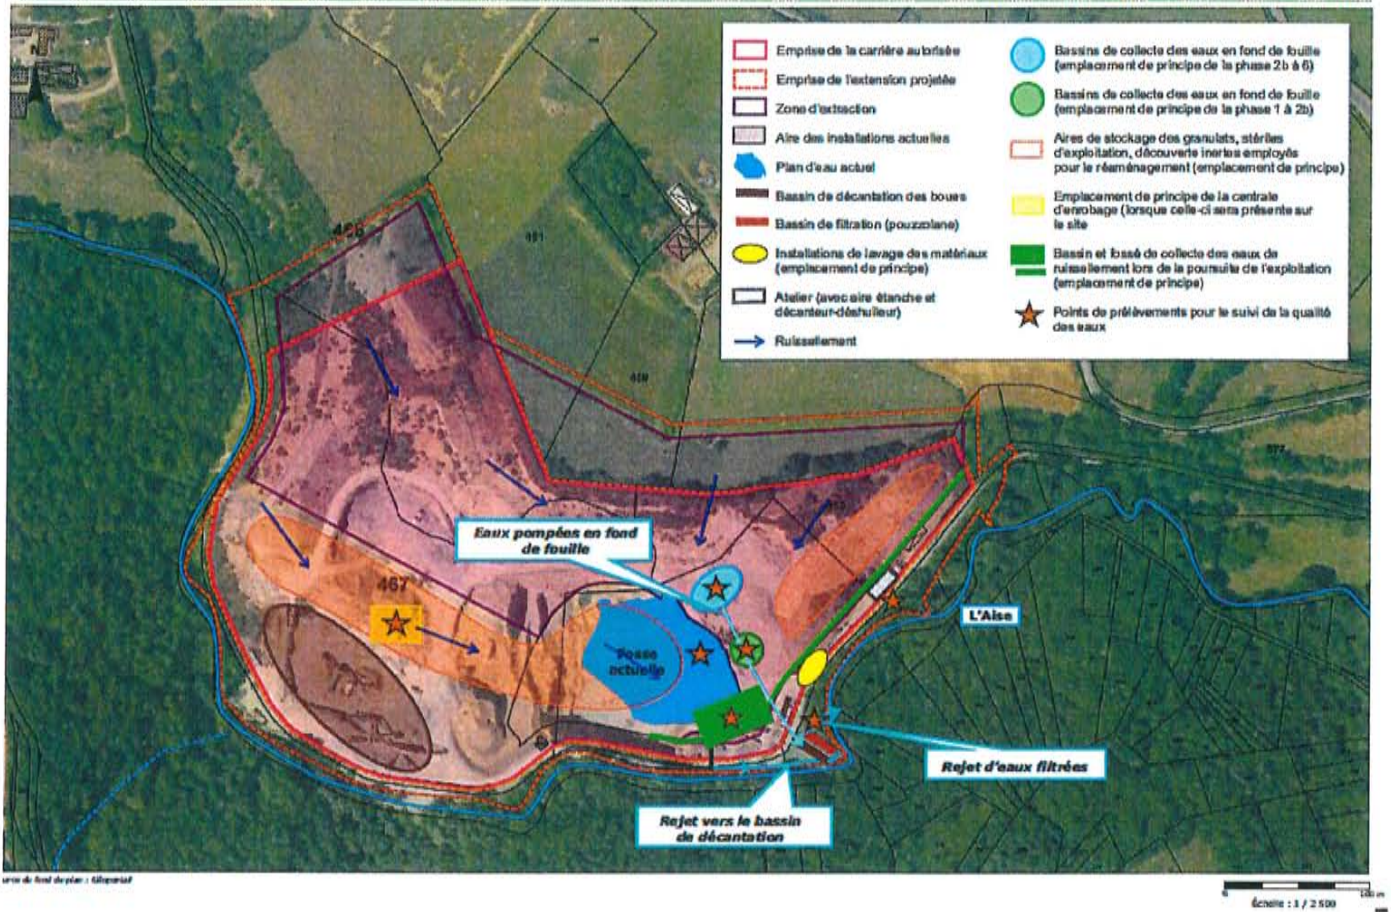 N
Emprise de la carrière autorisée
Emprise de l'extension projetée
Zone d'extraction
Aire des installations actuelles
Plan d'eau actuel
Bassin de décantation des boues
Bassin de filtration (pouzzolane)
Installations de lavage des matériaux
(emplacement de principe)
Atelier (avec aire étanche et
décanteur-déshuileur)
Ruissellement
Bassins de collecte des eaux en fond de fouille
(emplacement de principe de la phase 2b à 6)
Bassins de collecte des eaux en fond de fouille
(emplacement de principe de la phase 1 à 2b)
Aires de stockage des granulats, stériles
d'exploitation, découverte inertes employés
pour le réaménagement (emplacement de principe)
Emplacement de principe de la centrale
d'enrobage (lorsque celle-ci sera présente sur
le site
Bassin et fossé de collecte des eaux de
ruissellement lors de la poursuite de l'exploitation
(emplacement de principe)
Points de prélèvements pour le suivi de la qualité
des eaux
461
Eaux pompées en fond
de fouille
467
L'Aise
Fosse
actuelle
Rejet d'eaux filtrées
Rejet vers le bassin
de décantation
Échelle : 1 / 2 500